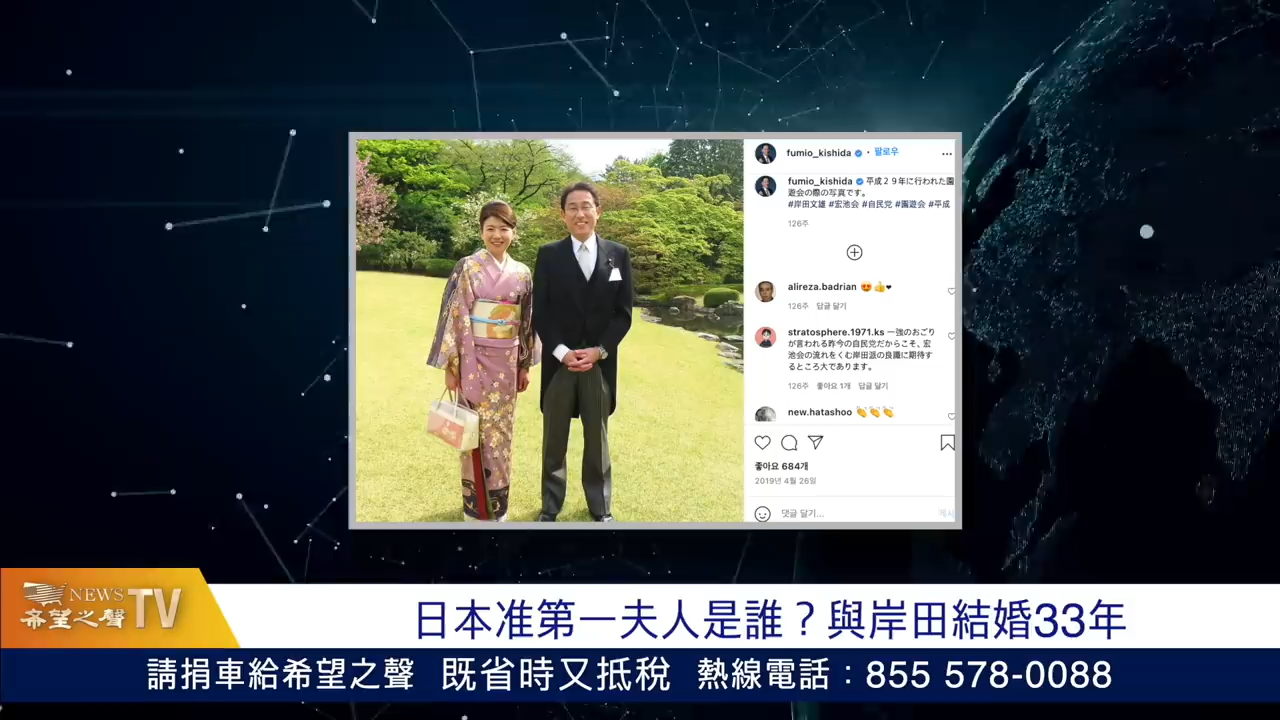 fumio_kishida • 팔로우
fumio_kishida 平成２９年に行われた園
遊会の際の写真です。
#岸田文雄 #宏池会 #自民党 #園遊会 #平成
126주
alireza.badrian 😍👍❤
126주 답글 달기
stratosphere.1971.ks 一強のおごり
が言われる昨今の自民党だからこそ、宏
池会の流れをくむ岸田派の良識に期待す
るところ大であります。
126주 좋아요 1개 답글 달기
new.hatashoo 👏👏👏
좋아요 684개
2019년 4월 26일
댓글 달기...
게시
NEWS
希望之聲 TV
日本准第一夫人是誰？與岸田結婚33年
請捐車給希望之聲 既省時又抵稅 熱線電話：855 578-0088